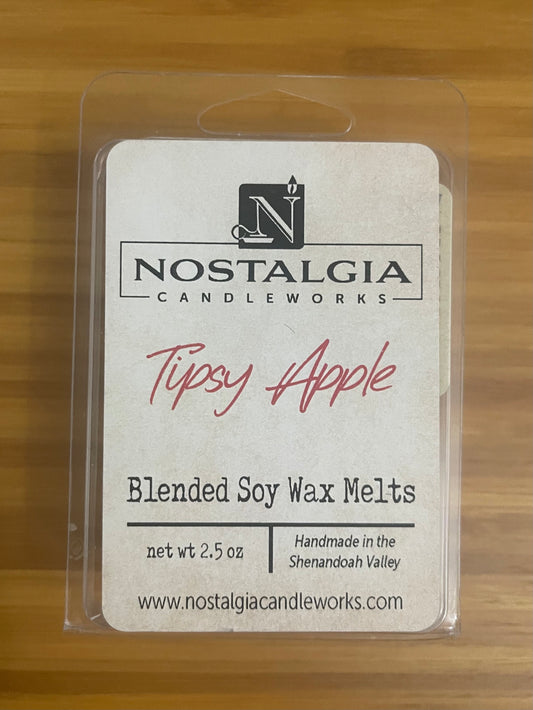 N
NOSTALGIA
CANDLEWORKS
Tipsy Apple
Blended Soy Wax Melts
net wt 2.5 oz
Handmade in the
Shenandoah Valley
www.nostalgiacandleworks.com